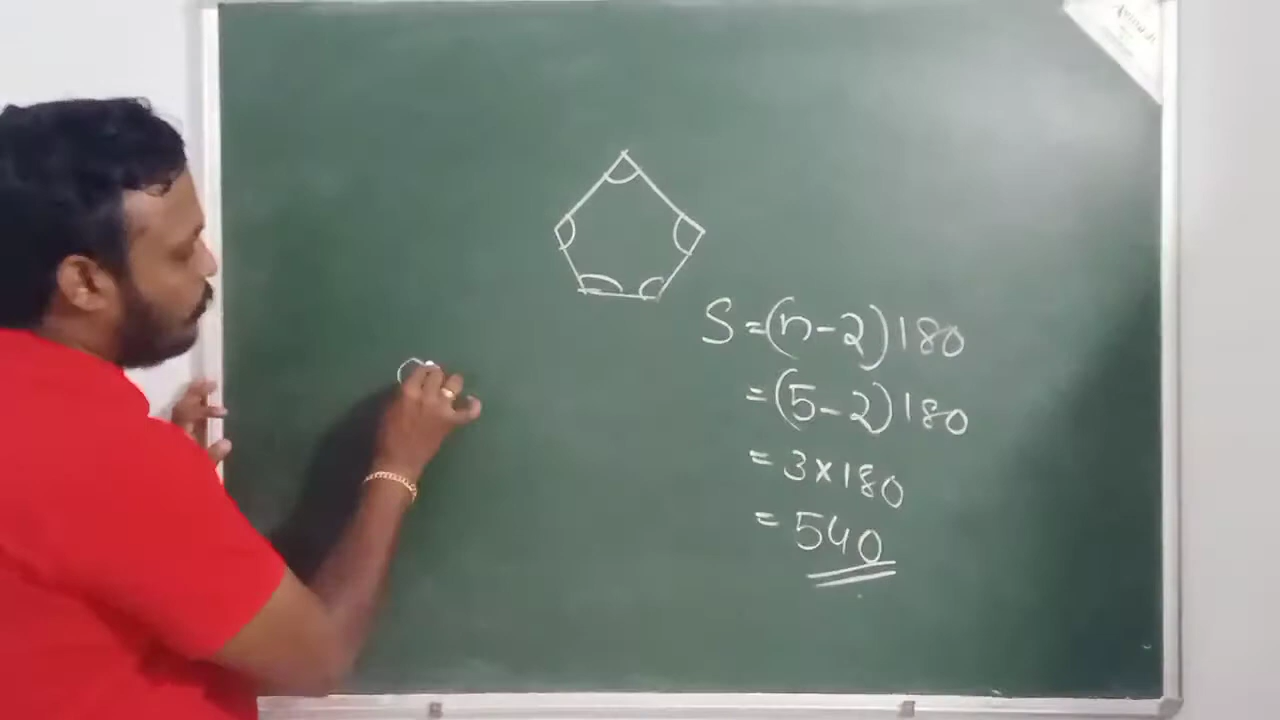 S = (n - 2) 180
= (5 - 2) 180
= 3 × 180
= 540